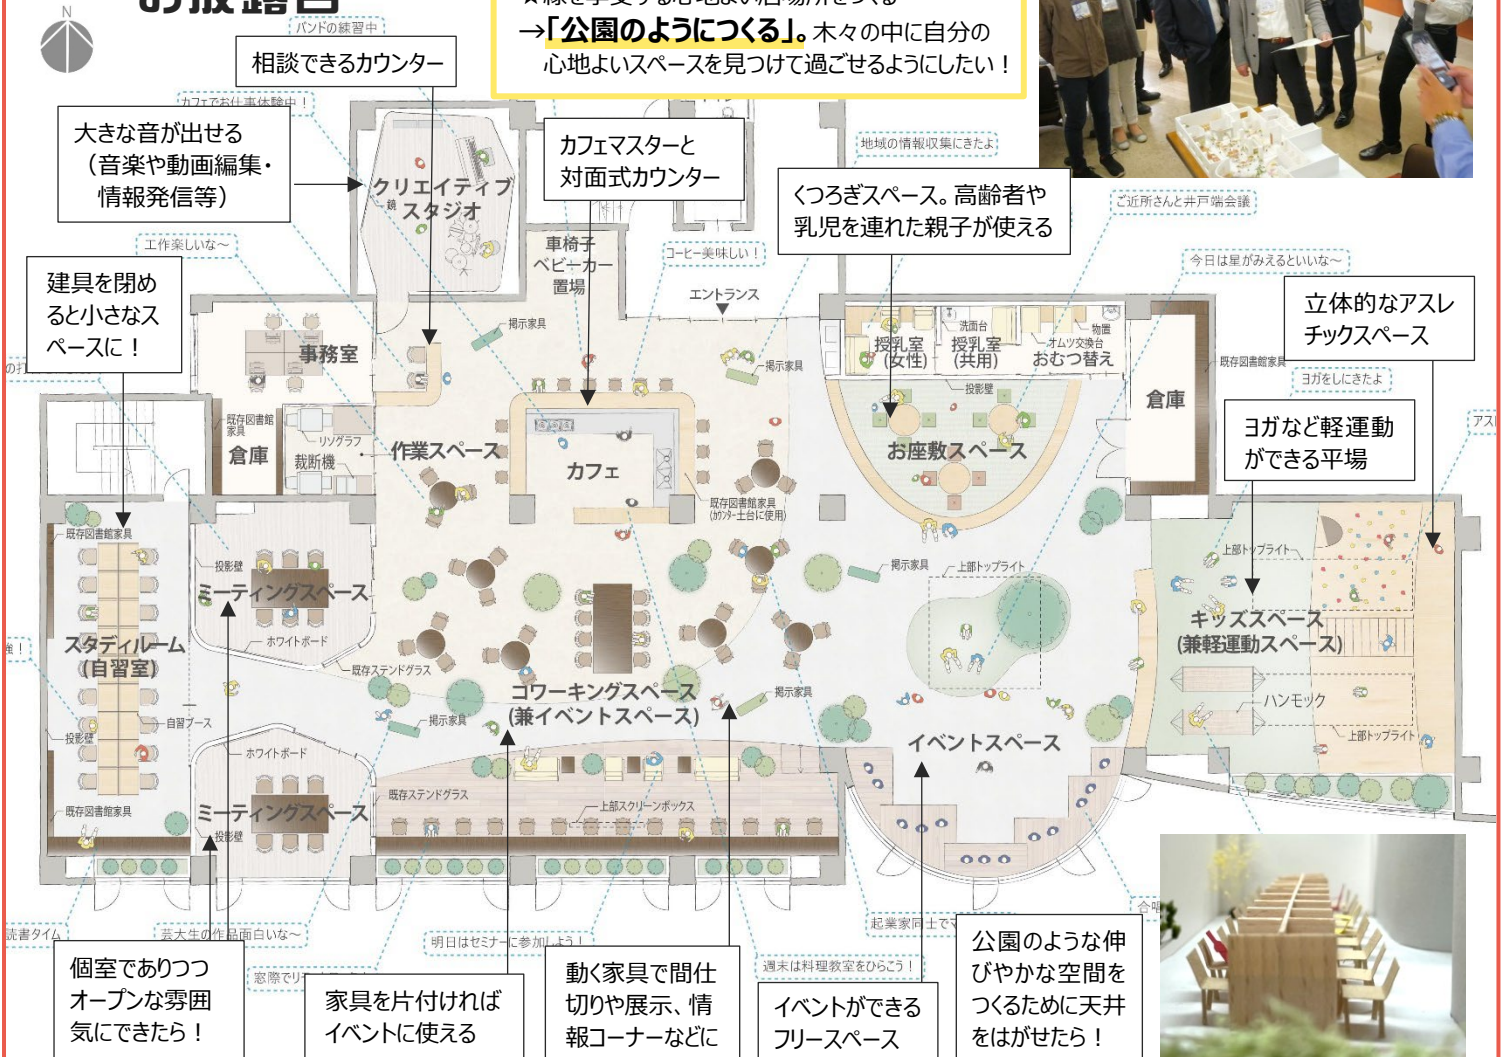 お披露目
N
→「公園のようにつくる」。木々の中に自分の
心地よいスペースを見つけて過ごせるようにしたい！
バンドの練習中
相談できるカウンター
カフェでお仕事体験中！
大きな音が出せる
（音楽や動画編集・
情報発信等）
クリエイティブ
スタジオ
鏡
カフェマスターと
対面式カウンター
地域の情報収集にきたよ
くつろぎスペース。高齢者や
乳児を連れた親子が使える
ご近所さんと井戸端会議
工作楽しいな～
車椅子
ベビーカー
置場
コーヒー美味しい！
今日は星がみえるといいな～
建具を閉め
ると小さなス
ペースに！
エントランス
立体的なアスレ
チックスペース
掲示家具
事務室
授乳室
(女性)
洗面台
授乳室
(共用)
物置
オムツ交換台
おむつ替え
掲示家具
投影壁
倉庫
既存図書館家具
ヨガをしにきたよ
ヨガなど軽運動
ができる平場
既存図書館
家具
倉庫
リソグラフ
裁断機
作業スペース
カフェ
お座敷スペース
既存図書館家具
(カウンター土台に使用)
既存図書館家具
投影壁
ミーティングスペース
ホワイトボード
既存ステンドグラス
スタディルーム
(自習室)
掲示家具
上部トップライト
上部トップライト
キッズスペース
(兼軽運動スペース)
コワーキングスペース
(兼イベントスペース)
掲示家具
掲示家具
ハンモック
自習ブース
投影壁
ホワイトボード
イベントスペース
上部トップライト
既存図書館家具
ミーティングスペース
投影壁
既存ステンドグラス
上部スクリーンボックス
読書タイム
芸大生の作品面白いな～
明日はセミナーに参加しよう！
週末は料理教室をひらこう！
個室でありつつ
オープンな雰囲
気にできたら！
家具を片付ければ
イベントに使える
動く家具で間仕
切りや展示、情
報コーナーなどに
イベントができる
フリースペース
公園のような伸
びやかな空間を
つくるために天井
をはがせたら！